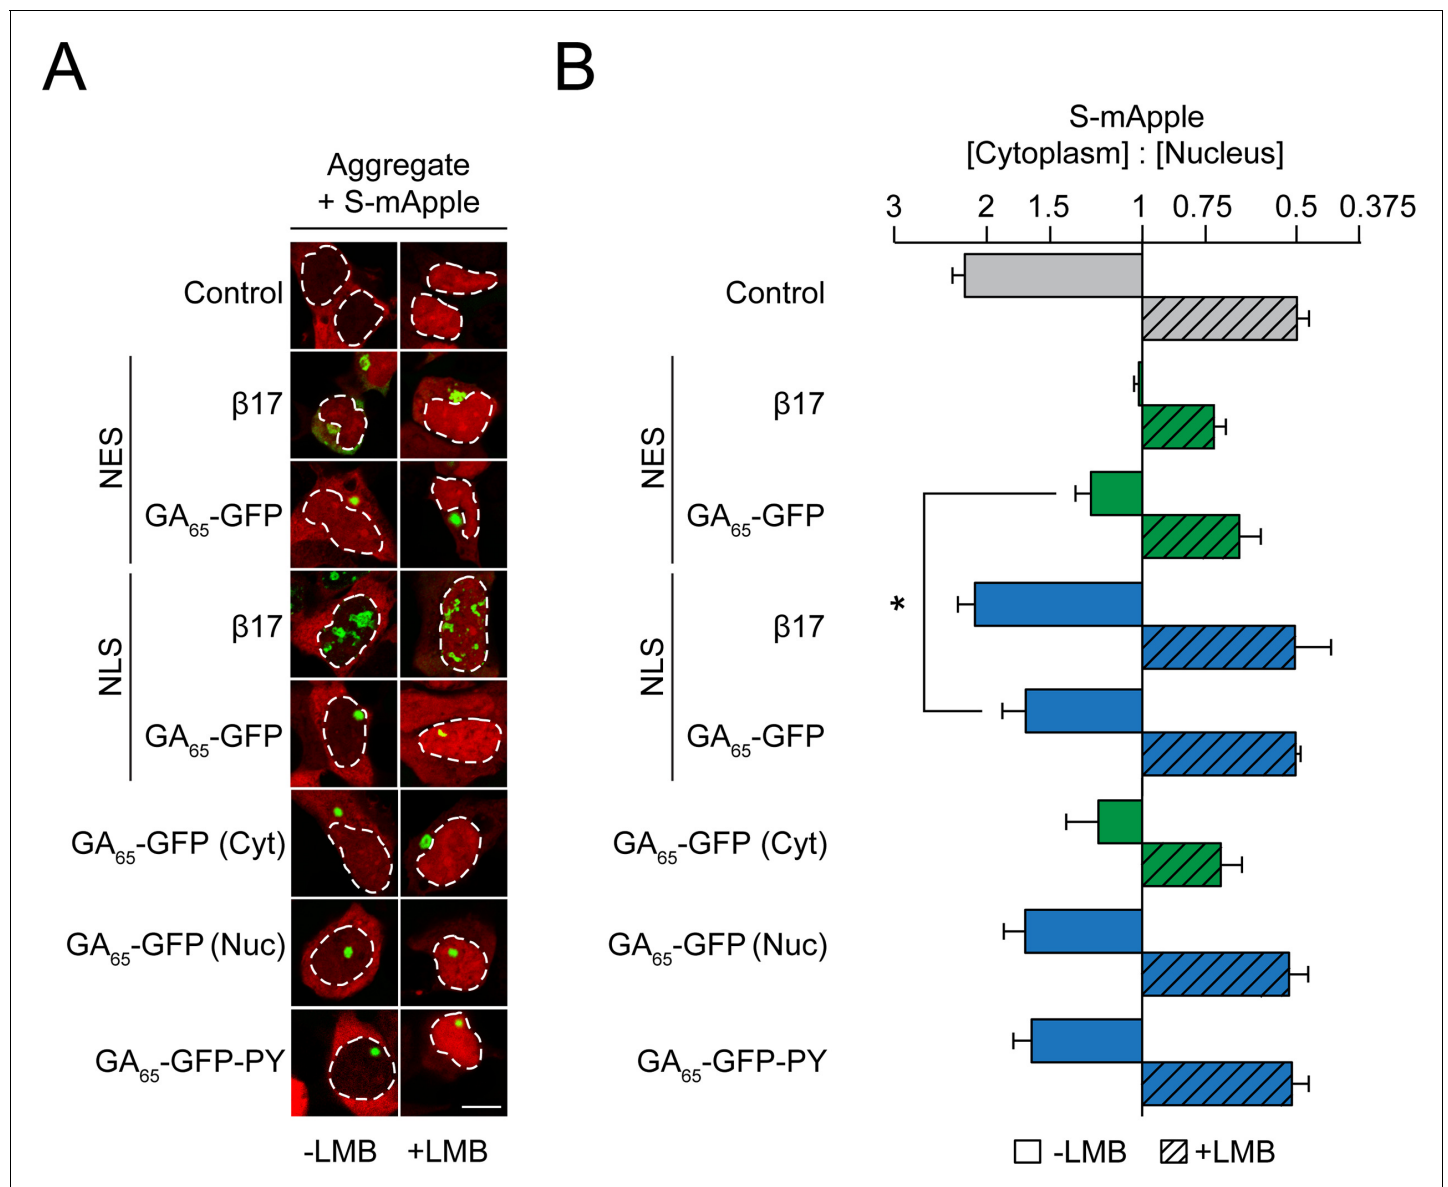 A
B
Aggregate
+ S-mApple
Control
NES
β17
GA65-GFP
NLS
β17
GA65-GFP
GA65-GFP (Cyt)
GA65-GFP (Nuc)
GA65-GFP-PY
-LMB +LMB
S-mApple
[Cytoplasm] : [Nucleus]
3 2 1.5 1 0.75 0.5 0.375
Control
NES
β17
GA65-GFP
*
NLS
β17
GA65-GFP
GA65-GFP (Cyt)
GA65-GFP (Nuc)
GA65-GFP-PY
-LMB +LMB